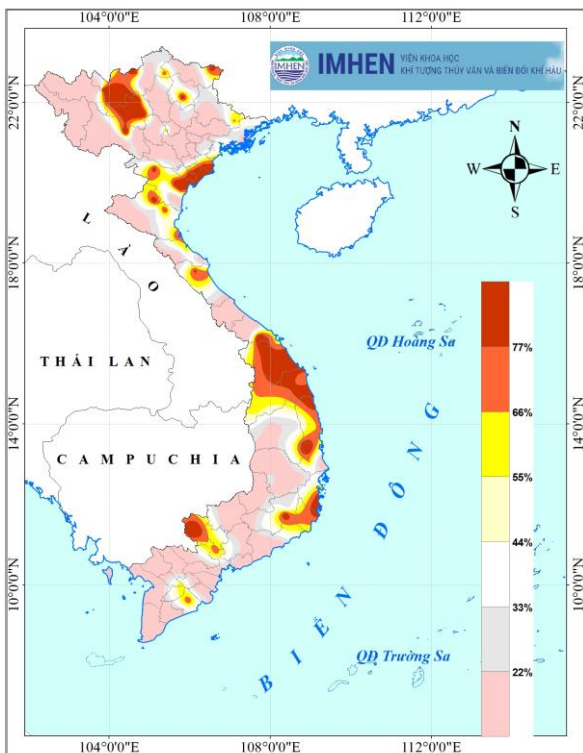 104°0'0"E 108°0'0"E 112°0'0"E
IMHEN
VIỆN KHOA HỌC
KHÍ TƯỢNG THỦY VĂN VÀ BIẾN ĐỔI KHÍ HẬU
22°0'0"N
22°0'0"N
N
W E
S
LÀO
18°0'0"N
18°0'0"N
QĐ Hoàng Sa
77%
THÁI LAN
66%
14°0'0"N
14°0'0"N
CAMPUCHIA
55%
44%
BIỂN ĐÔNG
10°0'0"N
10°0'0"N
33%
QĐ Trường Sa
22%
104°0'0"E 108°0'0"E 112°0'0"E